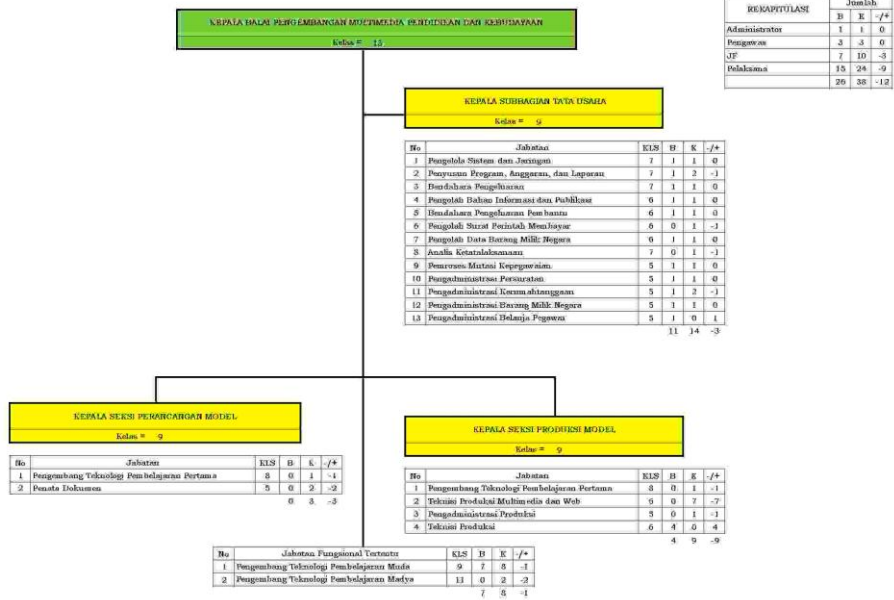 KEPALA BALAI PENGEMBANGAN MULTIMEDIA PENDIDIKAN DAN KEBUDAYAAN
Kelas = 13
REKAPITULASI Jumlah
B K -/+
Administrator 1 1 0
Pengawas 3 3 0
JF 7 10 -3
Pelaksana 15 24 -9
26 38 -12
KEPALA SUBBAGIAN TATA USAHA
Kelas = 9
No Jabatan KLS B K -/+
1 Pengelola Sistem dan Jaringan 7 1 1 0
2 Penyusun Program, Anggaran, dan Laporan 7 1 2 -1
3 Bendahara Pengeluaran 7 1 1 0
4 Pengolah Bahan Informasi dan Publikasi 6 1 1 0
5 Bendahara Pengeluaran Pembantu 6 1 1 0
6 Pengolah Surat Perintah Membayar 6 0 1 -1
7 Pengolah Data Barang Milik Negara 6 1 1 0
8 Analis Ketatalaksanaan 7 0 1 -1
9 Pemroses Mutasi Kepegawaian 5 1 1 0
10 Pengadministrasi Persuratan 5 1 1 0
11 Pengadministrasi Kerumahtanggaan 5 1 2 -1
12 Pengadministrasi Barang Milik Negara 5 1 1 0
13 Pengadministrasi Belanja Pegawai 5 1 0 1
11 14 -3
KEPALA SEKSI PERANCANGAN MODEL
Kelas = 9
No Jabatan KLS B K -/+
1 Pengembang Teknologi Pembelajaran Pertama 8 0 1 -1
2 Penata Dokumen 5 0 2 -2
0 3 -3
KEPALA SEKSI PRODUKSI MODEL
Kelas = 9
No Jabatan KLS B K -/+
1 Pengembang Teknologi Pembelajaran Pertama 8 0 1 -1
2 Teknisi Produksi Multimedia dan Web 6 0 7 -7
3 Pengadministrasi Produksi 5 0 1 -1
4 Teknisi Produksi 6 4 0 4
4 9 -9
No Jabatan Fungsional Tertentu KLS B K -/+
1 Pengembang Teknologi Pembelajaran Muda 9 7 8 -1
2 Pengembang Teknologi Pembelajaran Madya 11 0 2 -2
7 8 -1